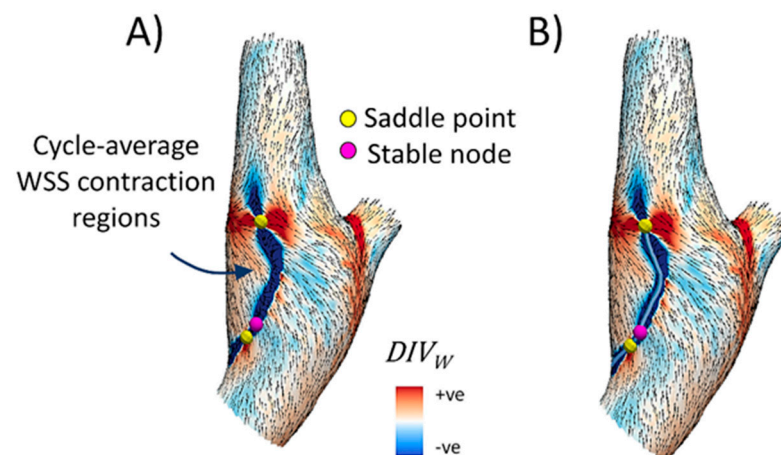 A)
B)
Saddle point
Stable node
Cycle-average
WSS contraction
regions
DIV_W
+ve
-ve